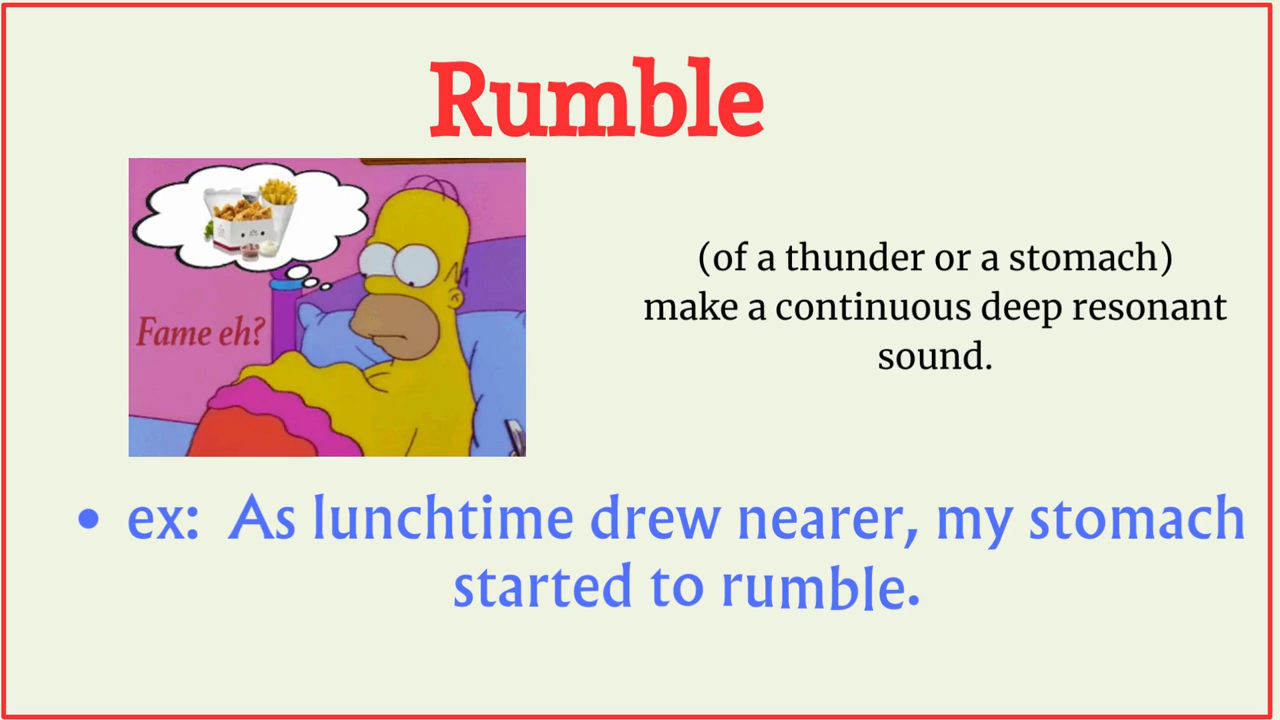 Rumble
Fame eh?
(of a thunder or a stomach)
make a continuous deep resonant
sound.
• ex: As lunchtime drew nearer, my stomach
started to rumble.